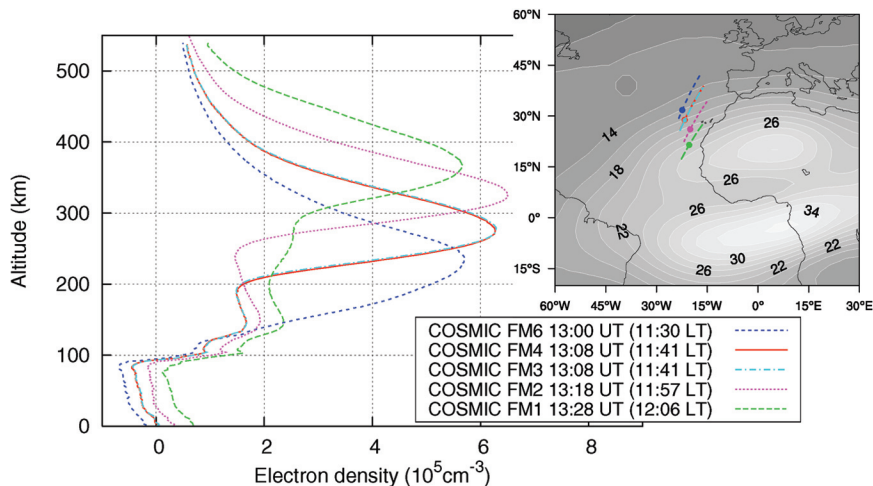 60°N
45°N
30°N
15°N
0°
15°S
60°W 45°W 30°W 15°W 0° 15°E 30°E
14
18
22
26
26
26
34
30
26
22
22
500
400
300
200
100
0
Altitude (km)
0 2 4 6 8
Electron density (10⁵cm⁻³)
COSMIC FM6 13:00 UT (11:30 LT)
COSMIC FM4 13:08 UT (11:41 LT)
COSMIC FM3 13:08 UT (11:41 LT)
COSMIC FM2 13:18 UT (11:57 LT)
COSMIC FM1 13:28 UT (12:06 LT)